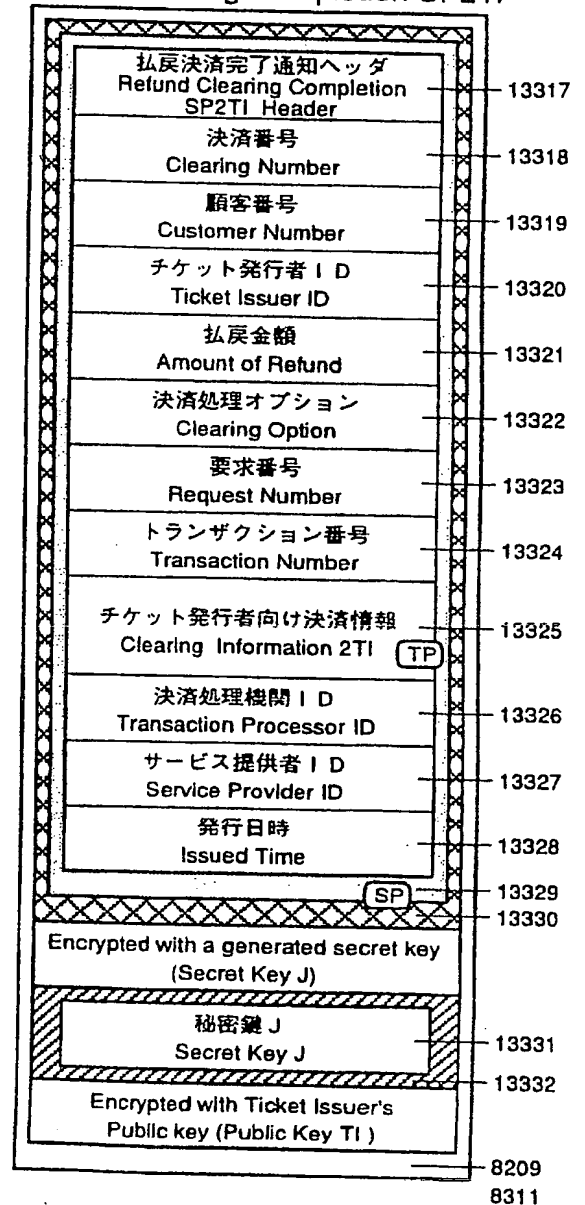 払戻決済完了通知ヘッダ
Refund Clearing Completion
SP2TI Header
13317
決済番号
Clearing Number
13318
顧客番号
Customer Number
13319
チケット発行者ID
Ticket Issuer ID
13320
払戻金額
Amount of Refund
13321
決済処理オプション
Clearing Option
13322
要求番号
Request Number
13323
トランザクション番号
Transaction Number
13324
チケット発行者向け決済情報
Clearing Information 2TI
TP
13325
決済処理機関ID
Transaction Processor ID
13326
サービス提供者ID
Service Provider ID
13327
発行日時
Issued Time
13328
SP
13329
13330
Encrypted with a generated secret key
(Secret Key J)
秘密鍵J
Secret Key J
13331
13332
Encrypted with Ticket Issuer's
Public key (Public Key TI )
8209
8311